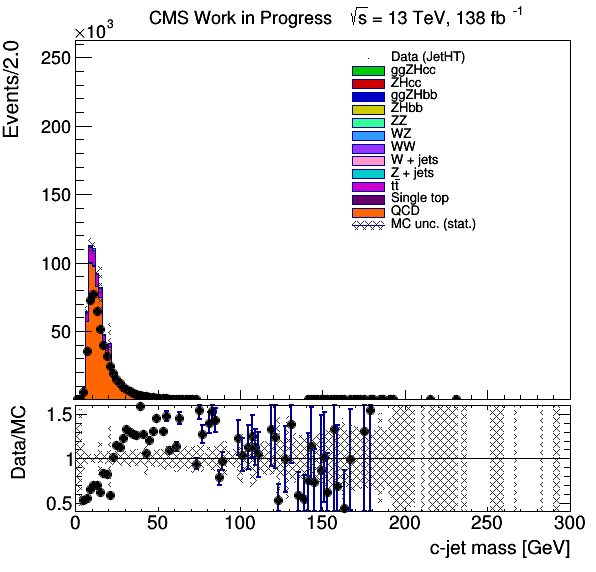 CMS Work in Progress √s = 13 TeV, 138 fb -1
×10³
Events/2.0
250
200
150
100
50
Data (JetHT)
ggZHcc
ZHcc
ggZHbb
ZHbb
ZZ
WZ
WW
W + jets
Z + jets
tt̄
Single top
QCD
MC unc. (stat.)
Data/MC
1.5
1
0.5
0 50 100 150 200 250 300
c-jet mass [GeV]